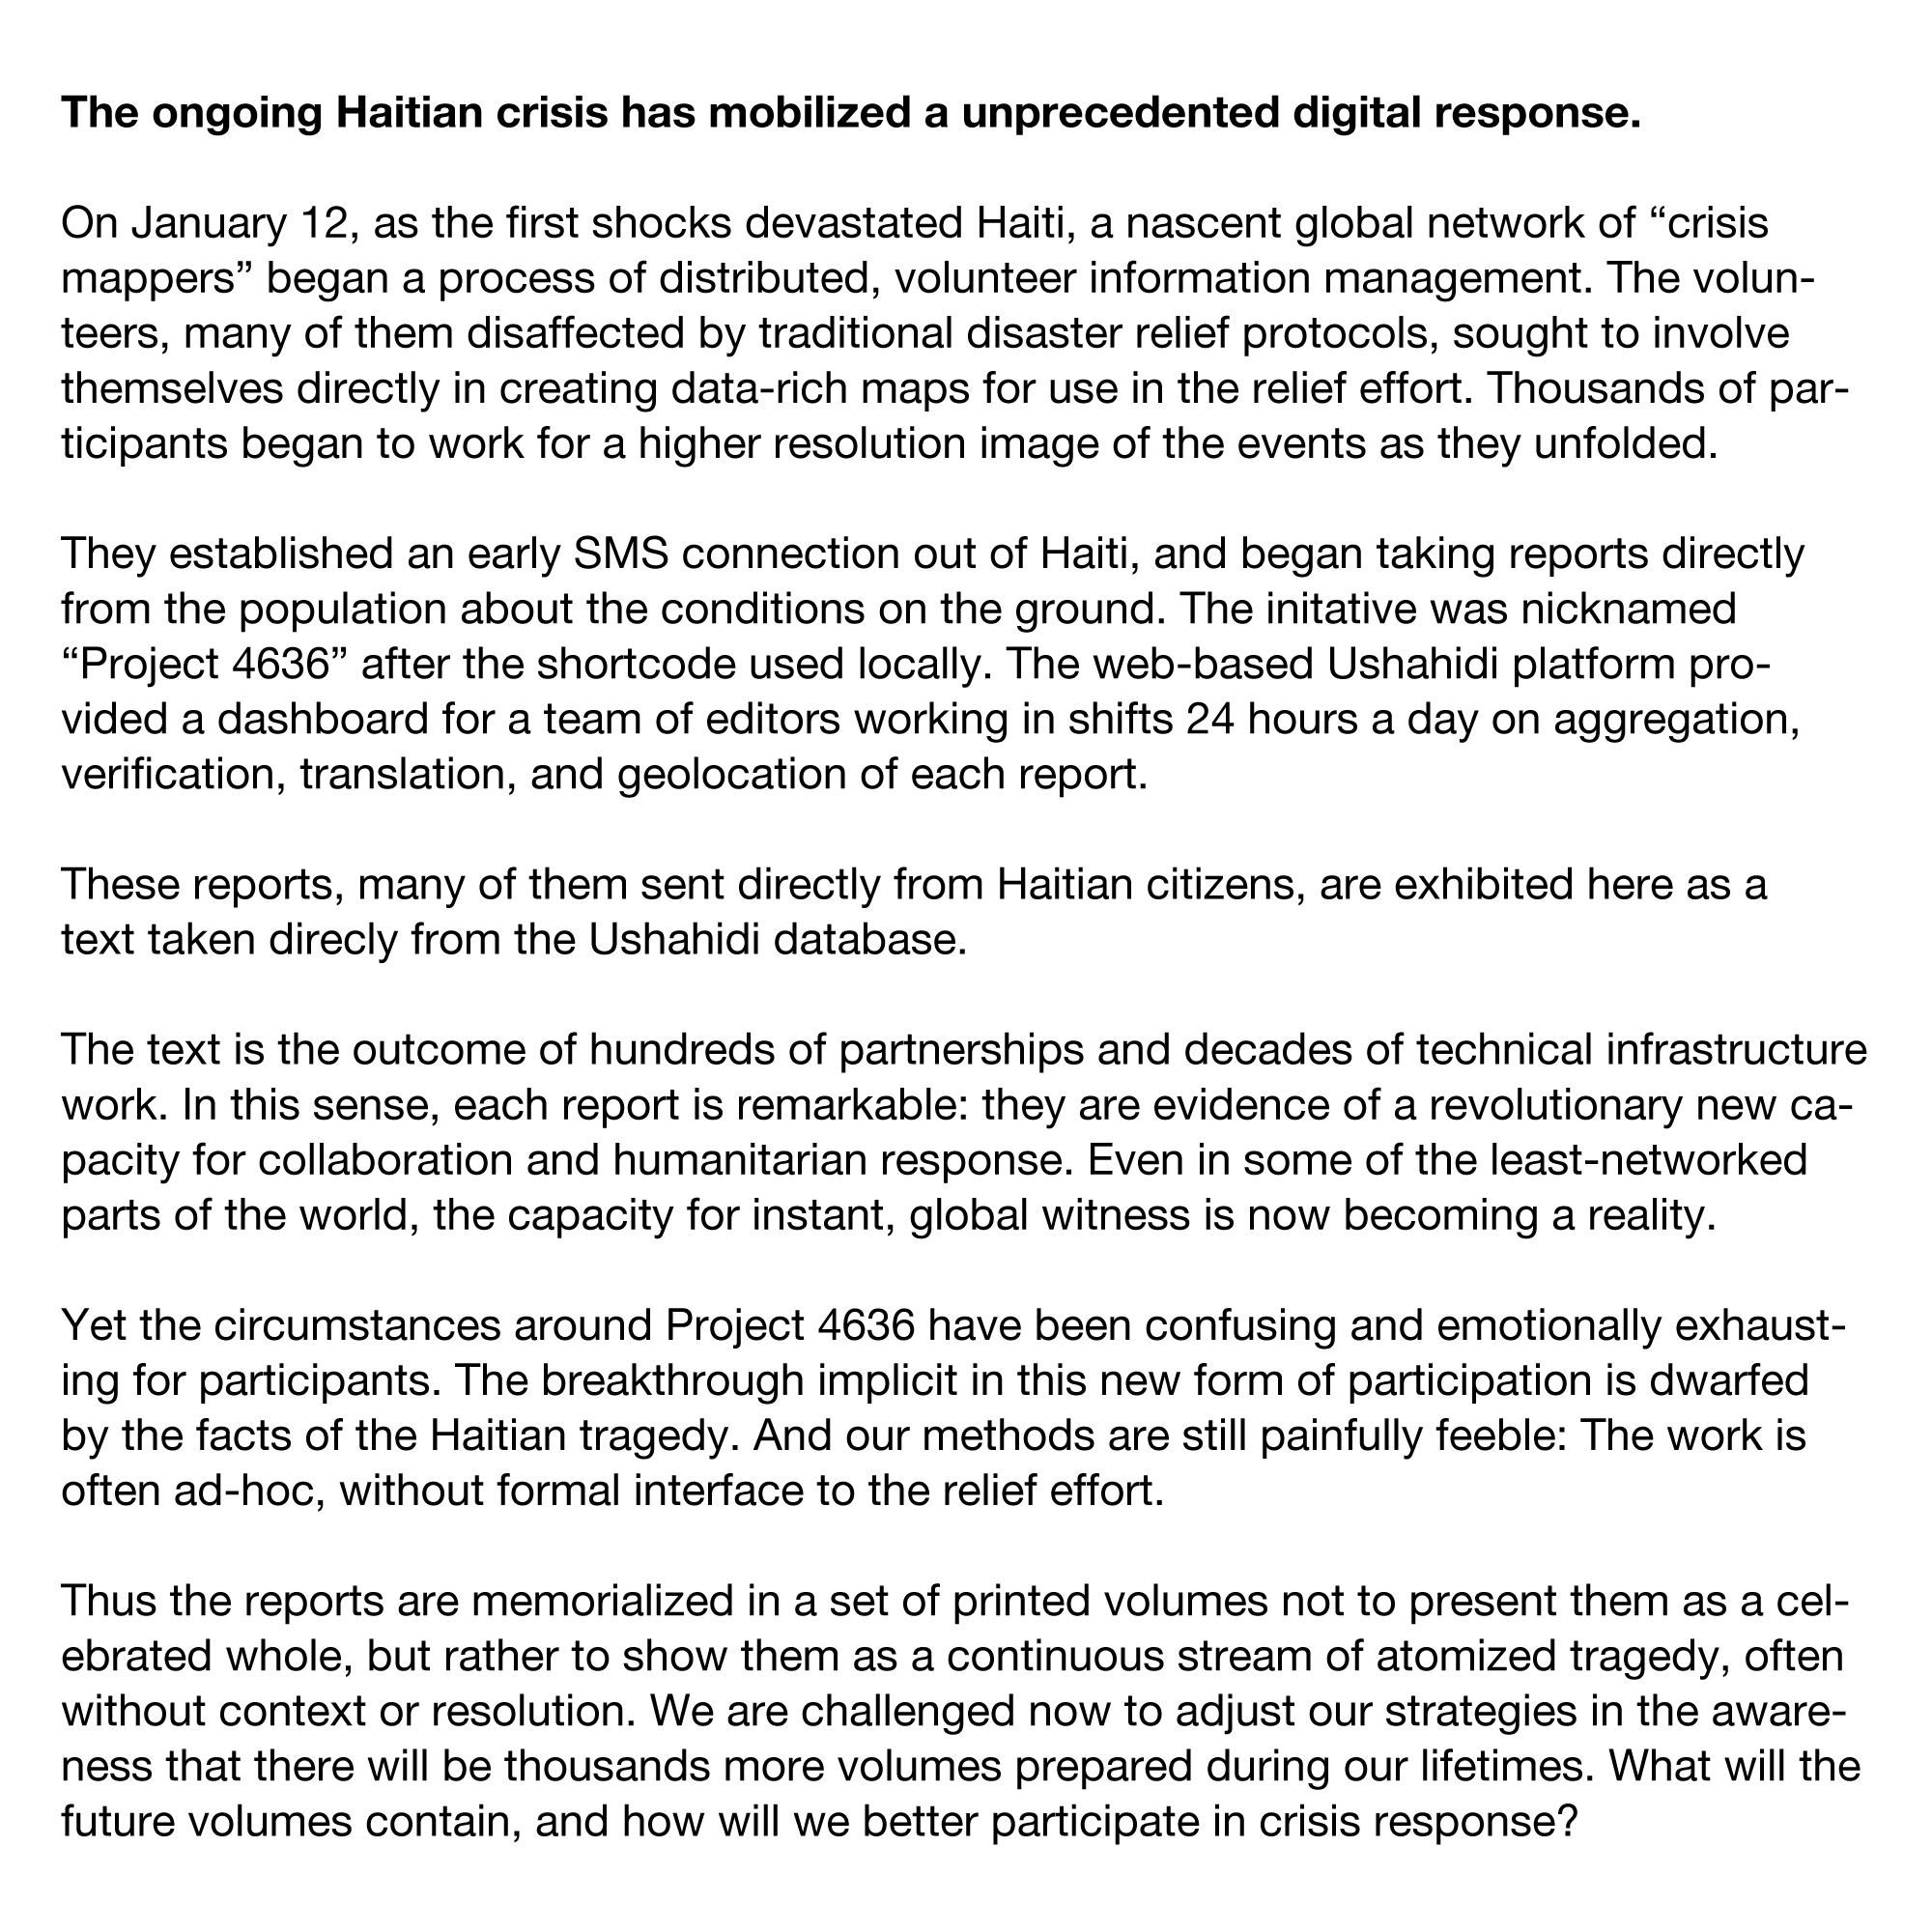 The ongoing Haitian crisis has mobilized a unprecedented digital response.
On January 12, as the first shocks devastated Haiti, a nascent global network of “crisis
mappers” began a process of distributed, volunteer information management. The volun-
teers, many of them disaffected by traditional disaster relief protocols, sought to involve
themselves directly in creating data-rich maps for use in the relief effort. Thousands of par-
ticipants began to work for a higher resolution image of the events as they unfolded.
They established an early SMS connection out of Haiti, and began taking reports directly
from the population about the conditions on the ground. The initative was nicknamed
“Project 4636” after the shortcode used locally. The web-based Ushahidi platform pro-
vided a dashboard for a team of editors working in shifts 24 hours a day on aggregation,
verification, translation, and geolocation of each report.
These reports, many of them sent directly from Haitian citizens, are exhibited here as a
text taken direcly from the Ushahidi database.
The text is the outcome of hundreds of partnerships and decades of technical infrastructure
work. In this sense, each report is remarkable: they are evidence of a revolutionary new ca-
pacity for collaboration and humanitarian response. Even in some of the least-networked
parts of the world, the capacity for instant, global witness is now becoming a reality.
Yet the circumstances around Project 4636 have been confusing and emotionally exhaust-
ing for participants. The breakthrough implicit in this new form of participation is dwarfed
by the facts of the Haitian tragedy. And our methods are still painfully feeble: The work is
often ad-hoc, without formal interface to the relief effort.
Thus the reports are memorialized in a set of printed volumes not to present them as a cel-
ebrated whole, but rather to show them as a continuous stream of atomized tragedy, often
without context or resolution. We are challenged now to adjust our strategies in the aware-
ness that there will be thousands more volumes prepared during our lifetimes. What will the
future volumes contain, and how will we better participate in crisis response?